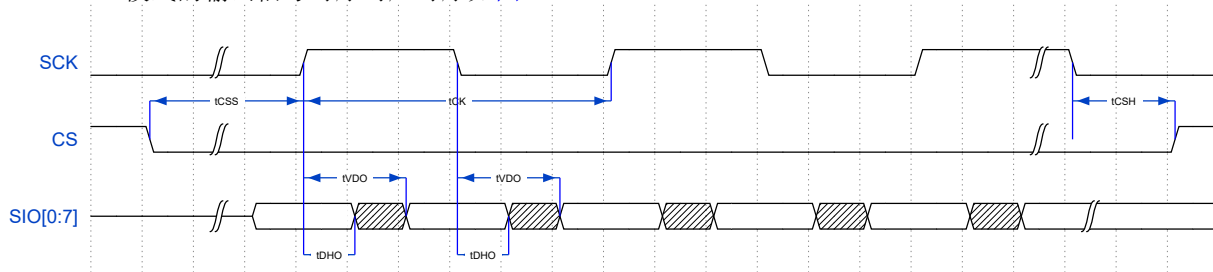 SCK
tCSS
tCK
tCSH
CS
tVDO
tVDO
SIO[0:7]
tDHO
tDHO